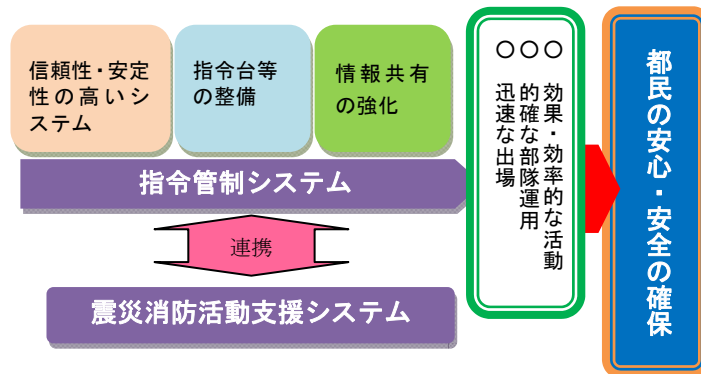 信頼性・安定
性の高いシ
ステム
指令台等
の整備
情報共有
の強化
指令管制システム
連携
震災消防活動支援システム
○効果・効率的な活動
○的確な部隊運用
○迅速な出場
都民の安心・安全の確保